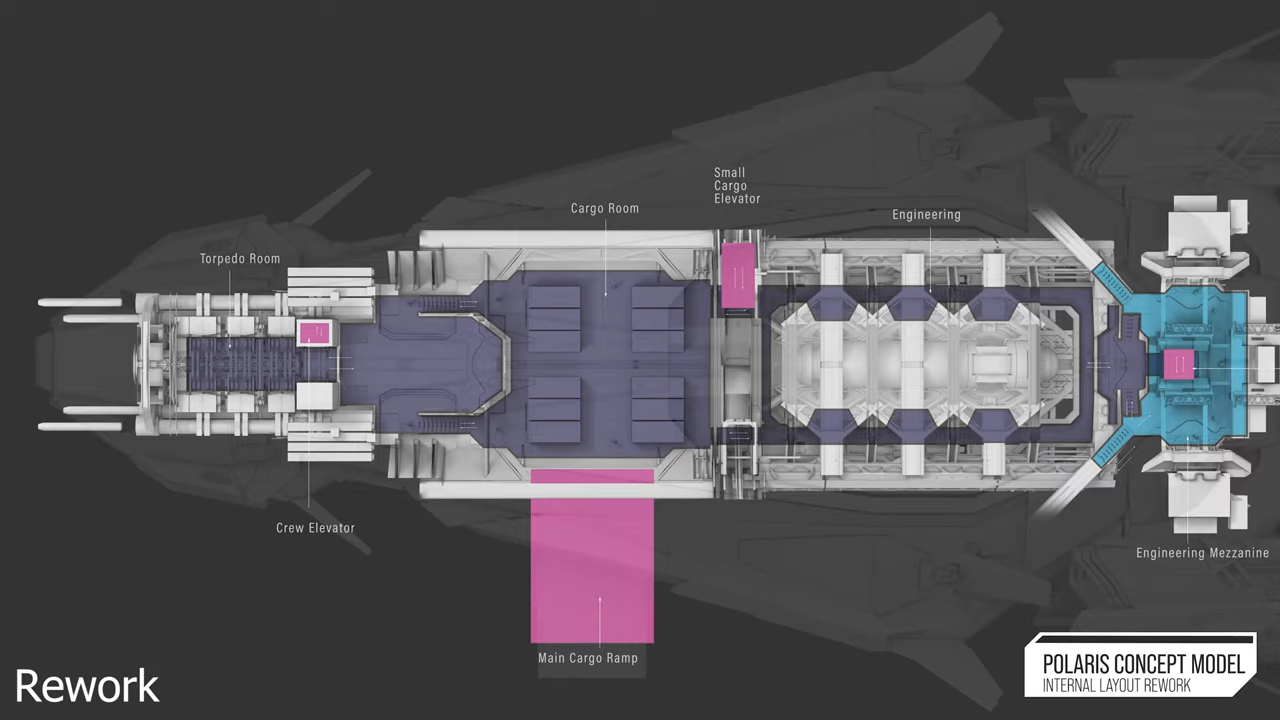 Small
Cargo
Elevator
Cargo Room
Engineering
Torpedo Room
Crew Elevator
Engineering Mezzanine
Main Cargo Ramp
Rework
POLARIS CONCEPT MODEL
INTERNAL LAYOUT REWORK